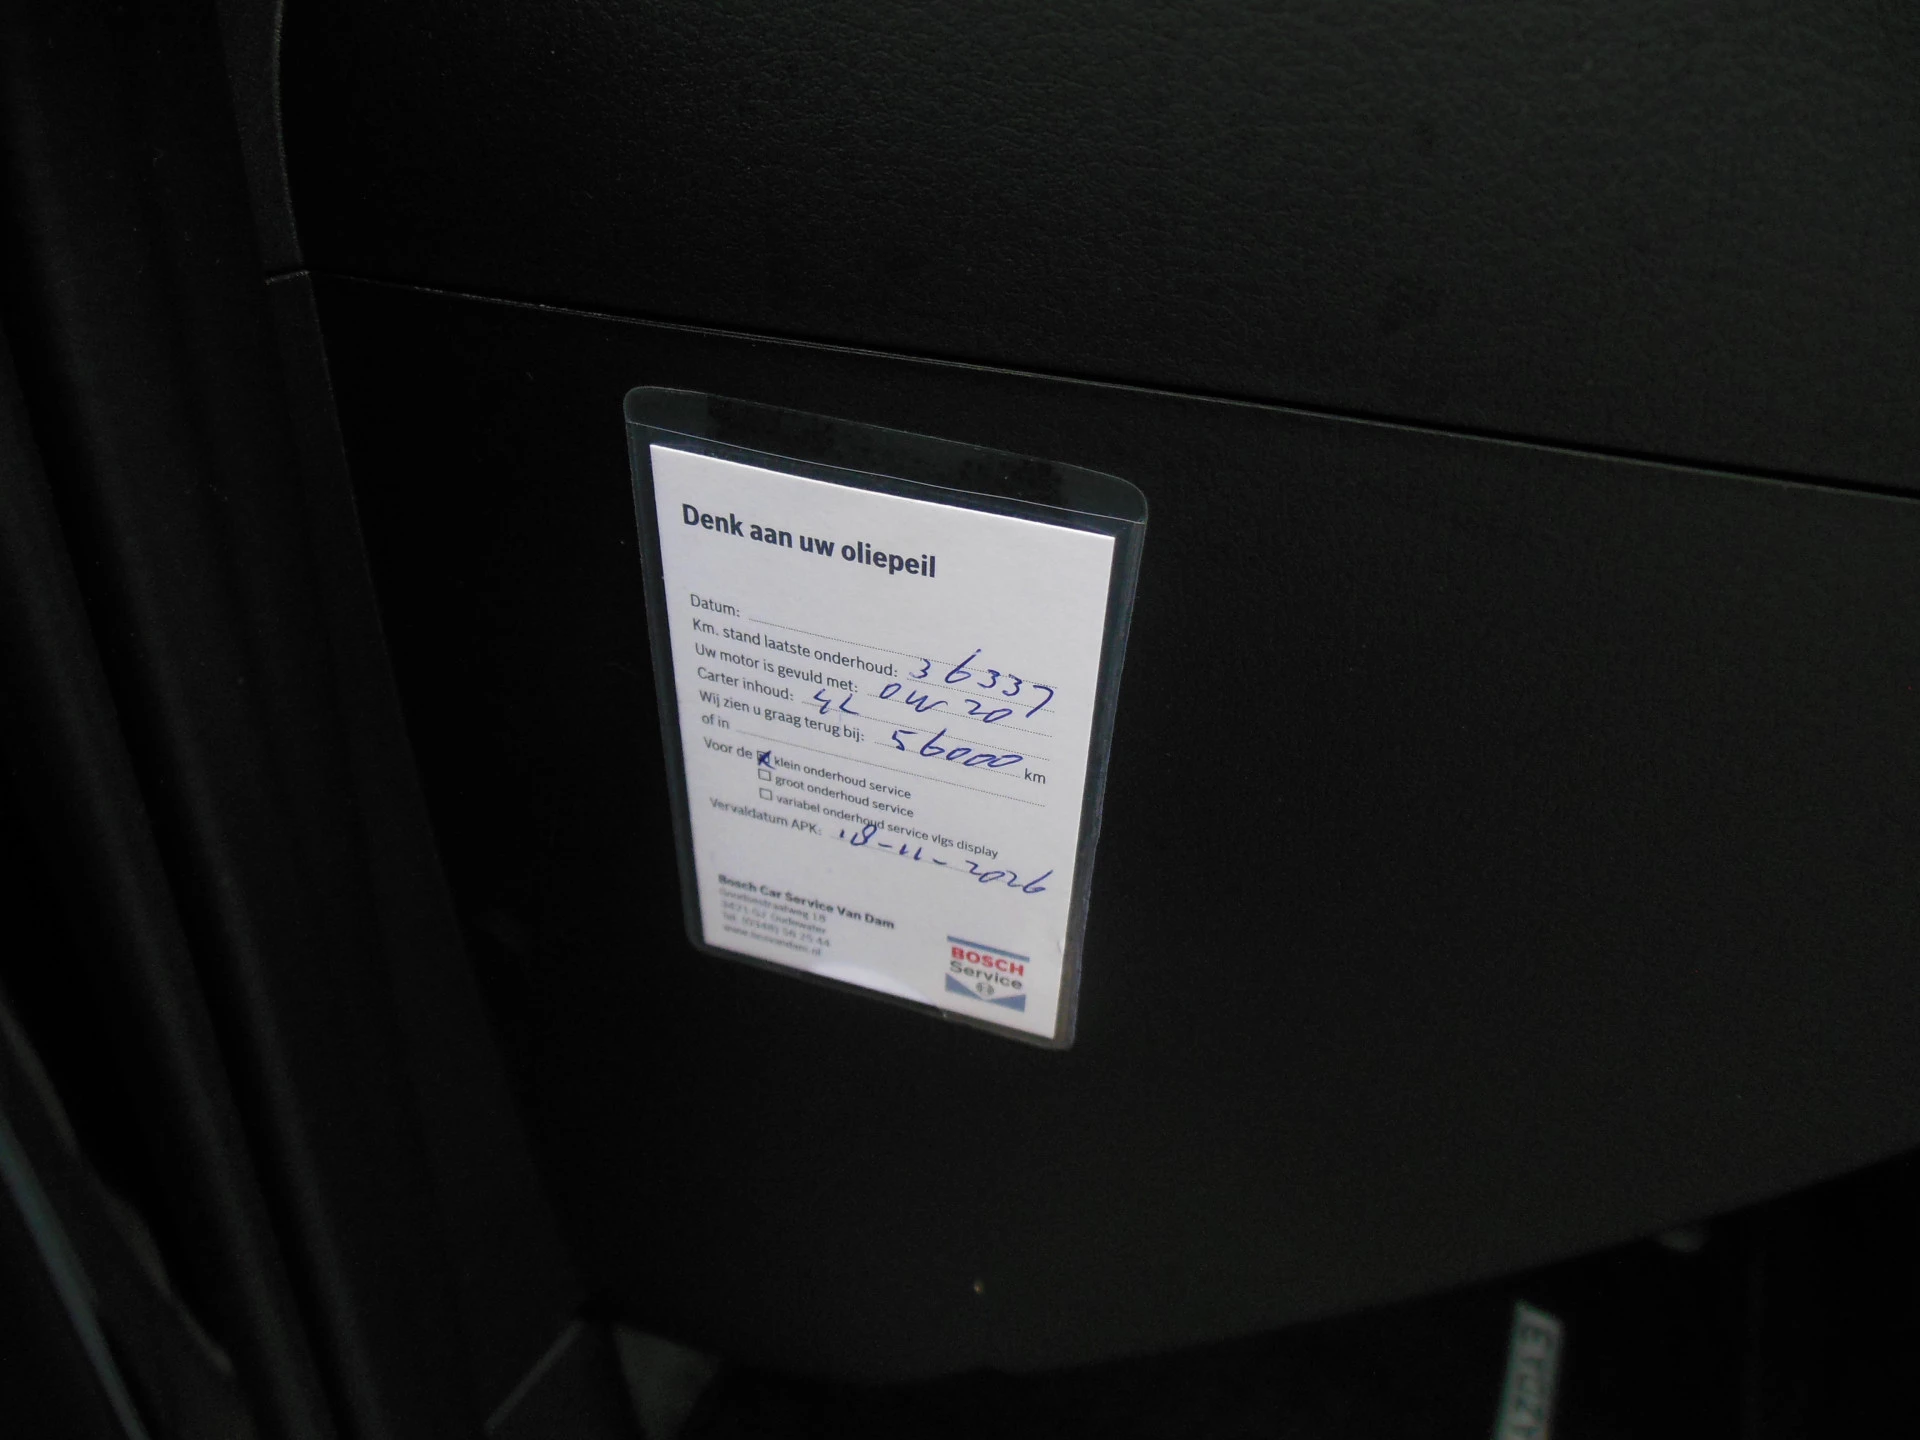 Denk aan uw oliepeil
Datum:
Km. stand laatste onderhoud: 36337
Uw motor is gevuld met: 0W20
Carter inhoud: 4L
Wij zien u graag terug bij: 56000 km
of in
Voor de klein onderhoud service
groot onderhoud service
variabel onderhoud service vlgs display
Vervaldatum APK: 18-11-2026
Bosch Car Service Van Dam
Oudewater
BOSCH
Service